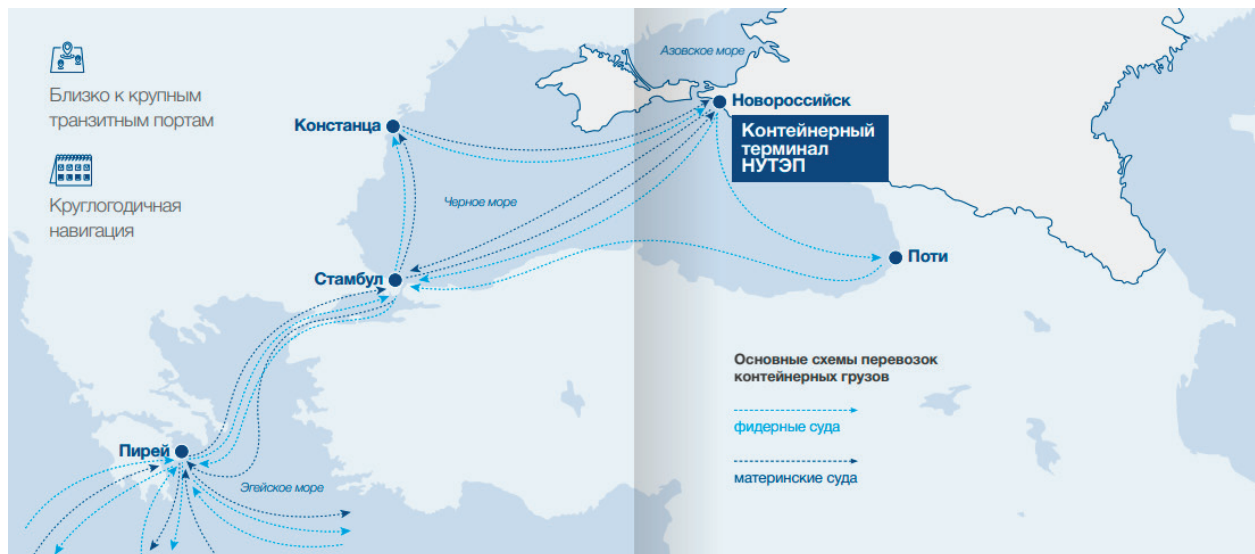 Близко к крупным
транзитным портам
Круглогодичная
навигация
Азовское море
Новороссийск
Контейнерный
терминал
НУТЭП
Констанца
Черное море
Поти
Стамбул
Основные схемы перевозок
контейнерных грузов
фидерные суда
материнские суда
Пирей
Эгейское море